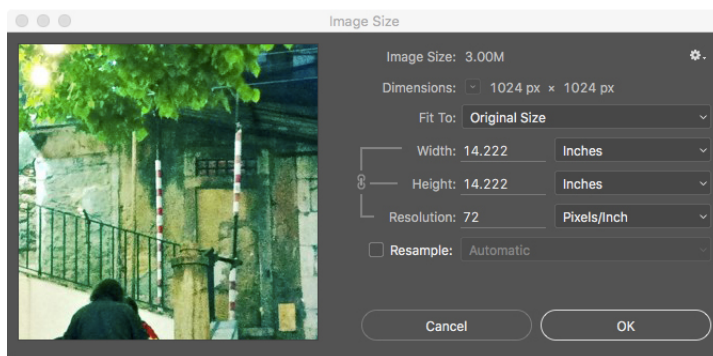 Image Size
Image Size: 3.00M
Dimensions: 1024 px × 1024 px
Fit To: Original Size
Width: 14.222 Inches
Height: 14.222 Inches
Resolution: 72 Pixels/Inch
Resample: Automatic
Cancel OK